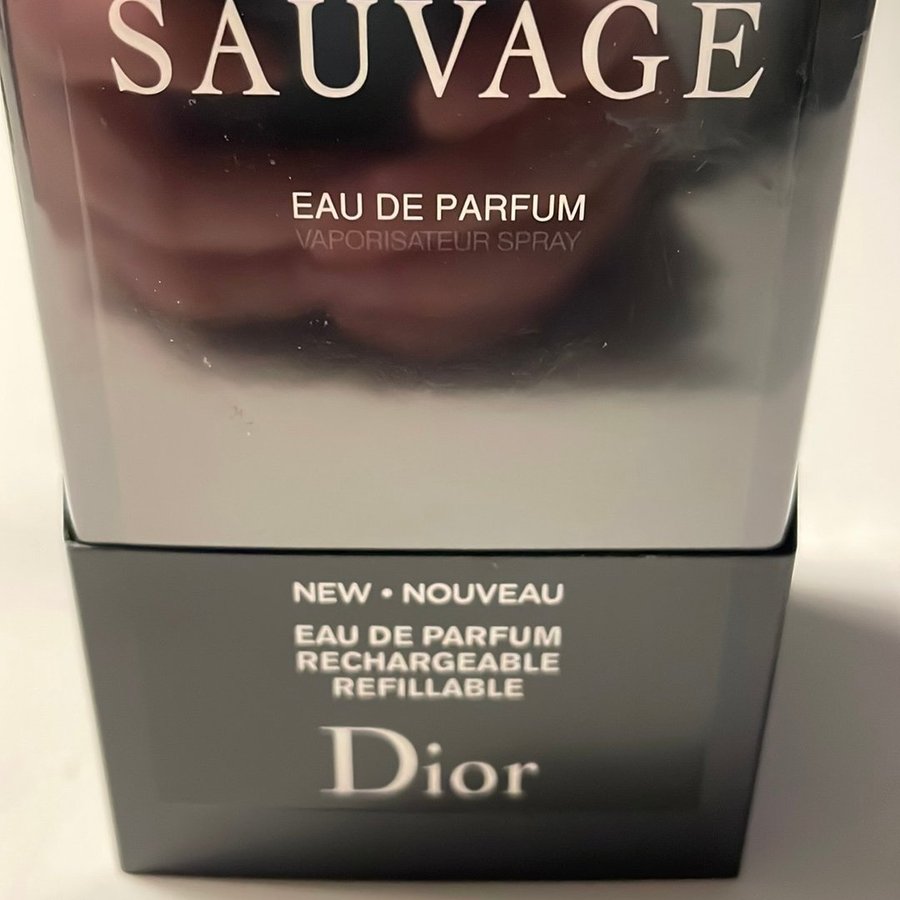 SAUVAGE
EAU DE PARFUM
VAPORISATEUR SPRAY
NEW • NOUVEAU
EAU DE PARFUM
RECHARGEABLE
REFILLABLE
Dior